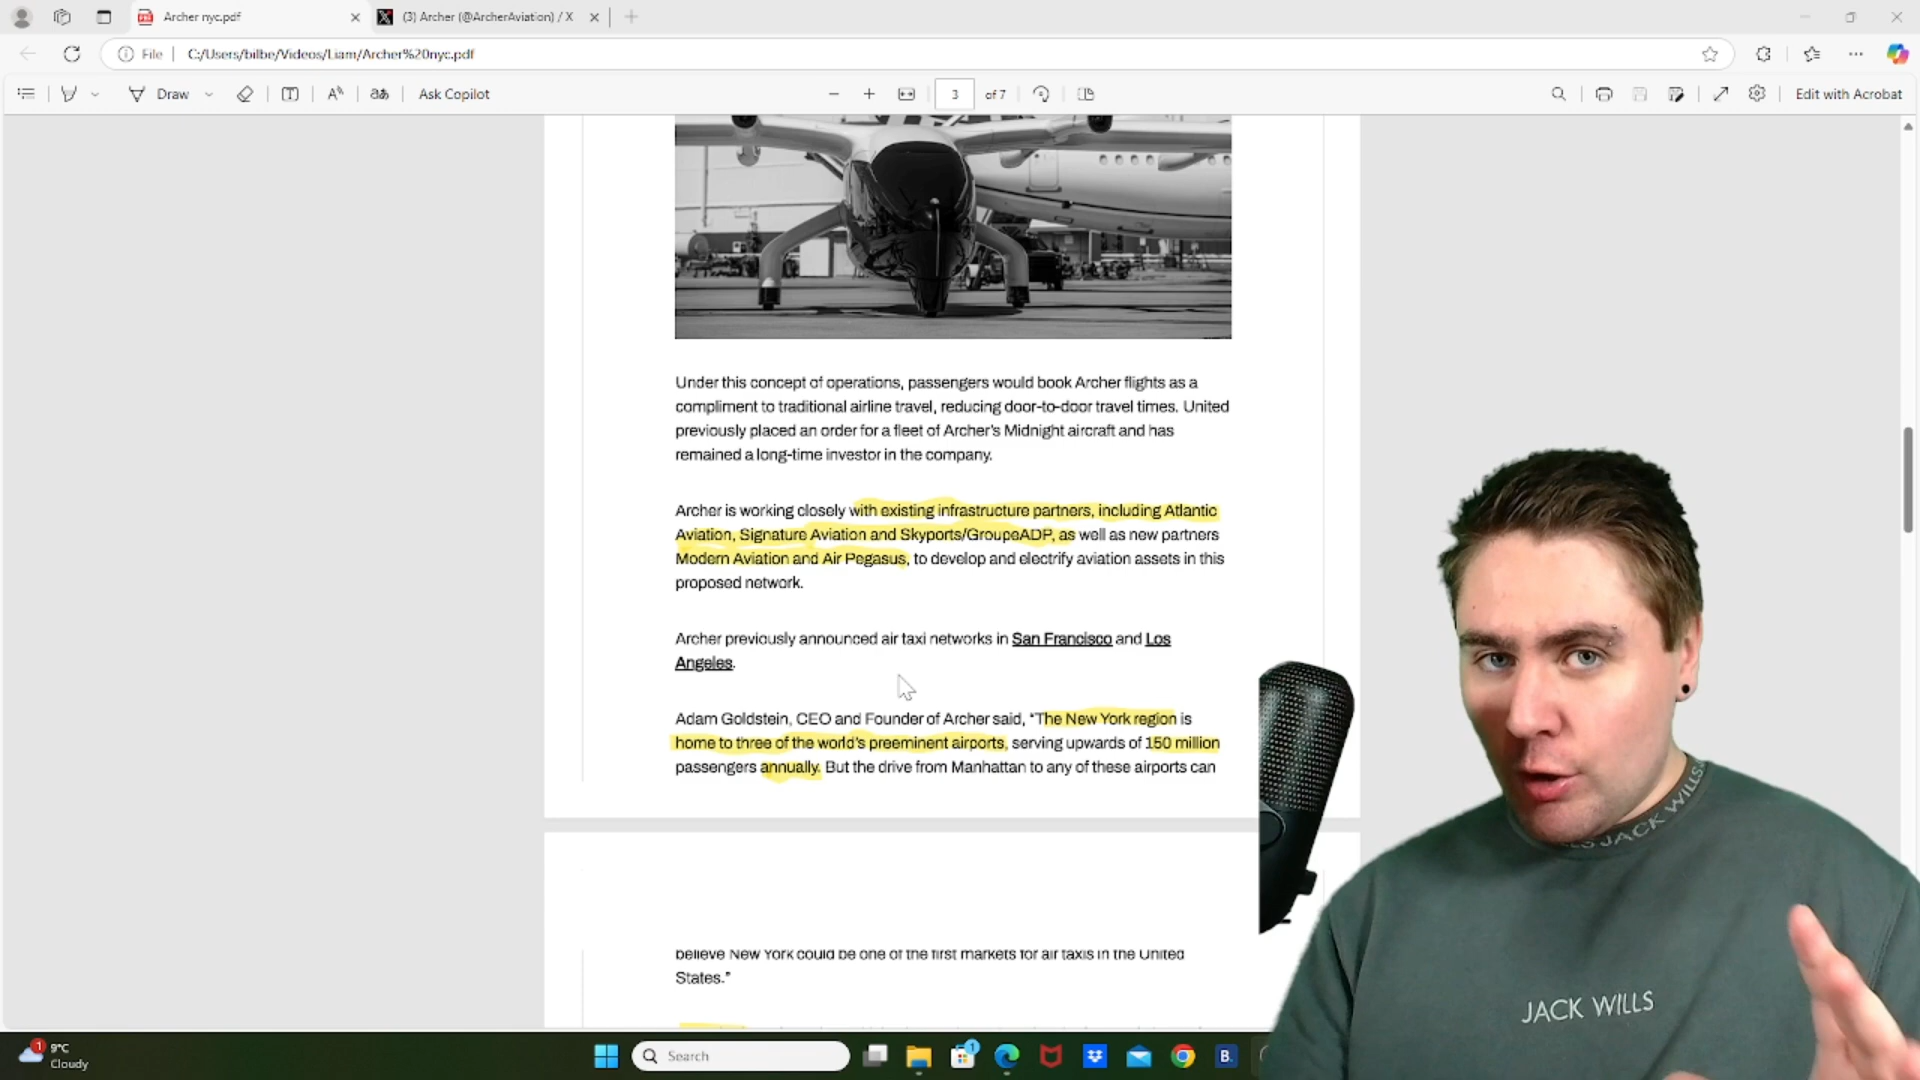 Archer nyc.pdf
(3) Archer (@ArcherAviation) / X
File
C:/Users/bilbe/Videos/Liam/Archer%20nyc.pdf
Draw
Ask Copilot
3
of 7
Edit with Acrobat
Under this concept of operations, passengers would book Archer flights as a
compliment to traditional airline travel, reducing door-to-door travel times. United
previously placed an order for a fleet of Archer's Midnight aircraft and has
remained a long-time investor in the company.
Archer is working closely with existing infrastructure partners, including Atlantic
Aviation, Signature Aviation and Skyports/GroupeADP, as well as new partners
Modern Aviation and Air Pegasus, to develop and electrify aviation assets in this
proposed network.
Archer previously announced air taxi networks in San Francisco and Los
Angeles.
Adam Goldstein, CEO and Founder of Archer said, “The New York region is
home to three of the world's preeminent airports, serving upwards of 150 million
passengers annually. But the drive from Manhattan to any of these airports can
believe New York could be one of the first markets for air taxis in the United
States.”
JACK WILLS
JACK WILLS
1
9°C
Cloudy
Search
1
B.